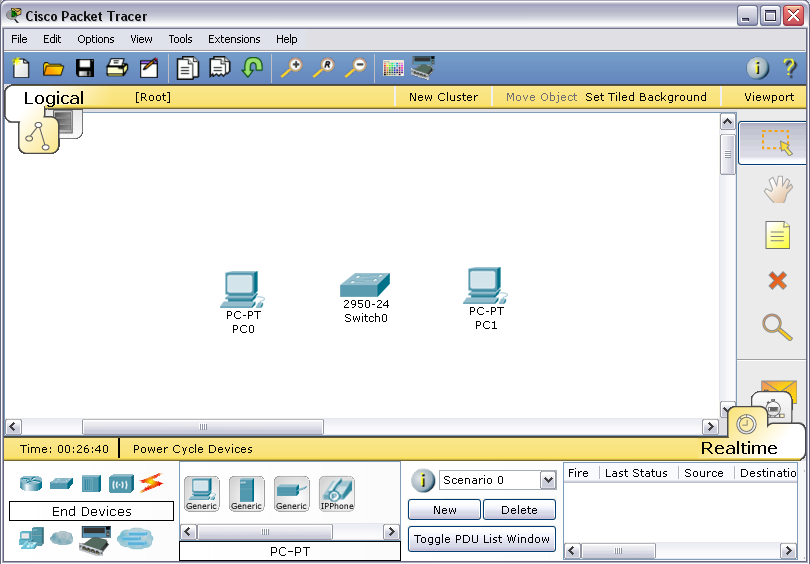 Cisco Packet Tracer
File Edit Options View Tools Extensions Help
Logical [Root] New Cluster Move Object Set Tiled Background Viewport
PC-PT
PC0
2950-24
Switch0
PC-PT
PC1
Time: 00:26:40 Power Cycle Devices Realtime
Scenario 0
Fire Last Status Source Destinatio
Generic Generic Generic IPPhone
End Devices
New Delete
Toggle PDU List Window
PC-PT